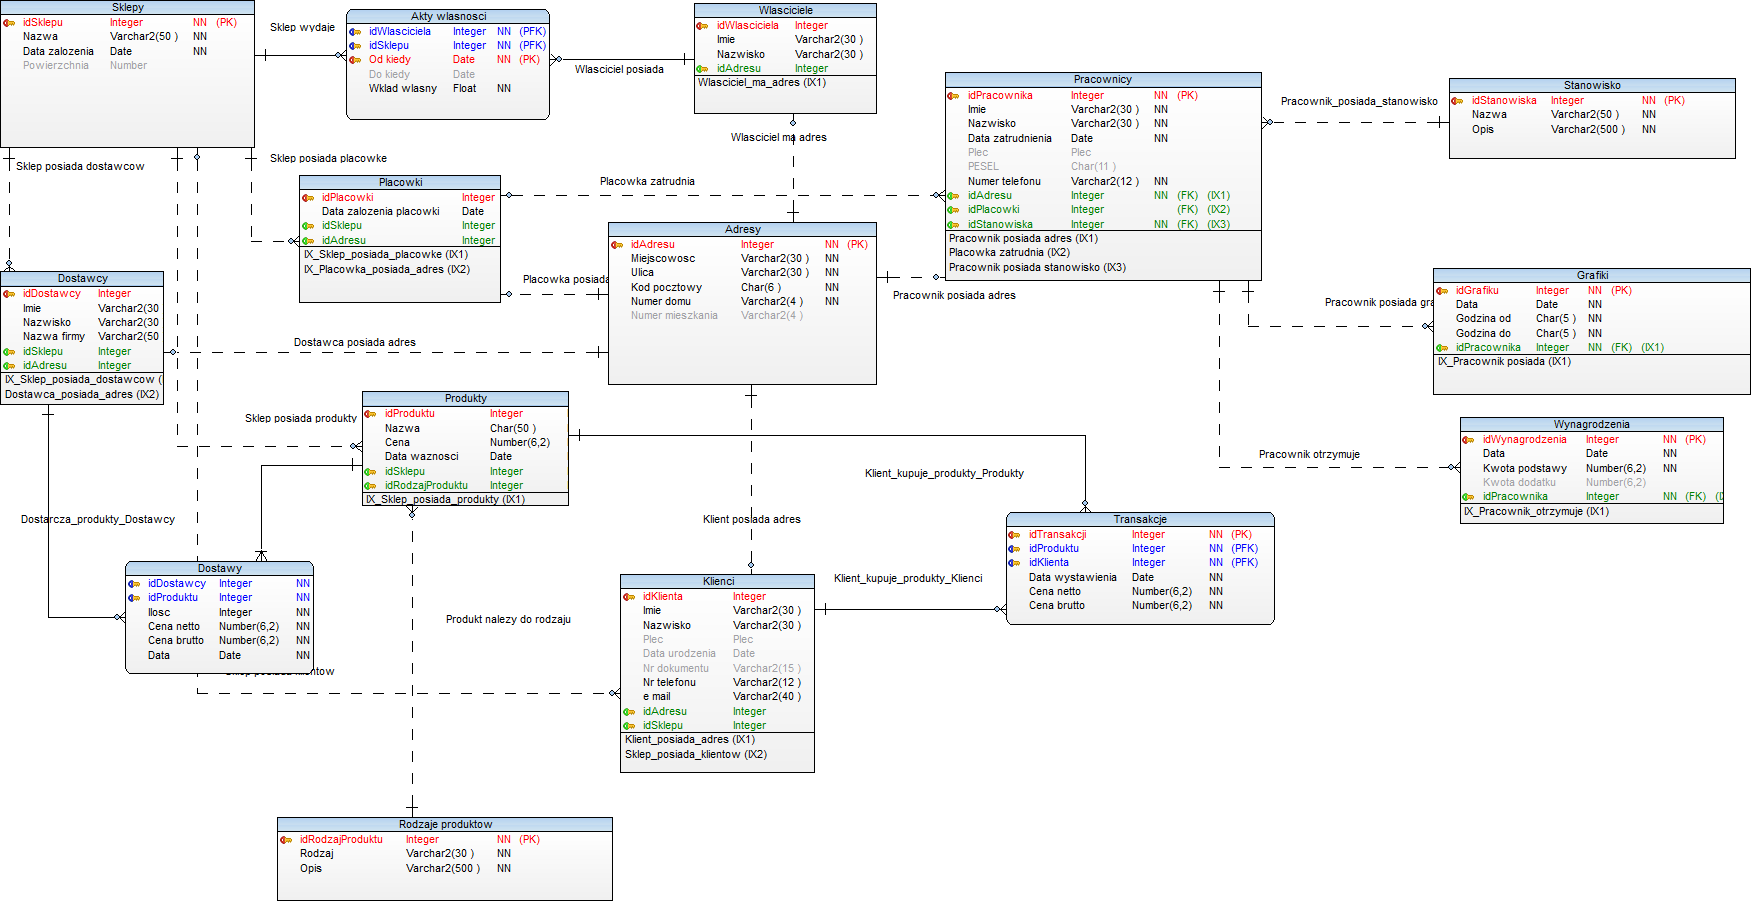 Sklepy
idSklepu Integer NN (PK)
Nazwa Varchar2(50 ) NN
Data zalozenia Date NN
Powierzchnia Number
Sklep wydaje
Akty wlasnosci
idWlasciciela Integer NN (PFK)
idSklepu Integer NN (PFK)
Od kiedy Date NN (PK)
Do kiedy Date
Wklad wlasny Float NN
Wlasciciel posiada
Wlasciciele
idWlasciciela Integer
Imie Varchar2(30 )
Nazwisko Varchar2(30 )
idAdresu Integer
Wlasciciel_ma_adres (IX1)
Wlasciciel ma adres
Pracownicy
idPracownika Integer NN (PK)
Imie Varchar2(30 ) NN
Nazwisko Varchar2(30 ) NN
Data zatrudnienia Date NN
Plec Plec
PESEL Char(11 )
Numer telefonu Varchar2(12 ) NN
idAdresu Integer NN (FK) (IX1)
idPlacowki Integer (FK) (IX2)
idStanowiska Integer NN (FK) (IX3)
Pracownik posiada adres (IX1)
Placowka zatrudnia (IX2)
Pracownik posiada stanowisko (IX3)
Pracownik_posiada_stanowisko
Stanowisko
idStanowiska Integer NN (PK)
Nazwa Varchar2(50 ) NN
Opis Varchar2(500 ) NN
Sklep posiada dostawcow
Sklep posiada placowke
Placowki
idPlacowki Integer
Data zalozenia placowki Date
idSklepu Integer
idAdresu Integer
IX_Sklep_posiada_placowke (IX1)
IX_Placowka_posiada_adres (IX2)
Placowka zatrudnia
Placowka posiada
Adresy
idAdresu Integer NN (PK)
Miejscowosc Varchar2(30 ) NN
Ulica Varchar2(30 ) NN
Kod pocztowy Char(6 ) NN
Numer domu Varchar2(4 ) NN
Numer mieszkania Varchar2(4 )
Pracownik posiada adres
Pracownik posiada gra
Grafiki
idGrafiku Integer NN (PK)
Data Date NN
Godzina od Char(5 ) NN
Godzina do Char(5 ) NN
idPracownika Integer NN (FK) (IX1)
IX_Pracownik posiada (IX1)
Dostawcy
idDostawcy Integer
Imie Varchar2(30
Nazwisko Varchar2(30
Nazwa firmy Varchar2(50
idSklepu Integer
idAdresu Integer
IX_Sklep_posiada_dostawcow (
Dostawca_posiada_adres (IX2)
Dostawca posiada adres
Sklep posiada produkty
Produkty
idProduktu Integer
Nazwa Char(50 )
Cena Number(6,2)
Data waznosci Date
idSklepu Integer
idRodzajProduktu Integer
IX_Sklep_posiada_produkty (IX1)
Klient_kupuje_produkty_Produkty
Pracownik otrzymuje
Wynagrodzenia
idWynagrodzenia Integer NN (PK)
Data Date NN
Kwota podstawy Number(6,2) NN
Kwota dodatku Number(6,2)
idPracownika Integer NN (FK)
IX_Pracownik_otrzymuje (IX1)
Dostarcza_produkty_Dostawcy
Klient posiada adres
Transakcje
idTransakcji Integer NN (PK)
idProduktu Integer NN (PFK)
idKlienta Integer NN (PFK)
Data wystawienia Date NN
Cena netto Number(6,2) NN
Cena brutto Number(6,2) NN
Dostawy
idDostawcy Integer NN
idProduktu Integer NN
Ilosc Integer NN
Cena netto Number(6,2) NN
Cena brutto Number(6,2) NN
Data Date NN
Produkt nalezy do rodzaju
Klient_kupuje_produkty_Klienci
Klienci
idKlienta Integer
Imie Varchar2(30 )
Nazwisko Varchar2(30 )
Plec Plec
Data urodzenia Date
Nr dokumentu Varchar2(15 )
Nr telefonu Varchar2(12 )
e mail Varchar2(40 )
idAdresu Integer
idSklepu Integer
Klient_posiada_adres (IX1)
Sklep_posiada_klientow (IX2)
Rodzaje produktow
idRodzajProduktu Integer NN (PK)
Rodzaj Varchar2(30 ) NN
Opis Varchar2(500 ) NN